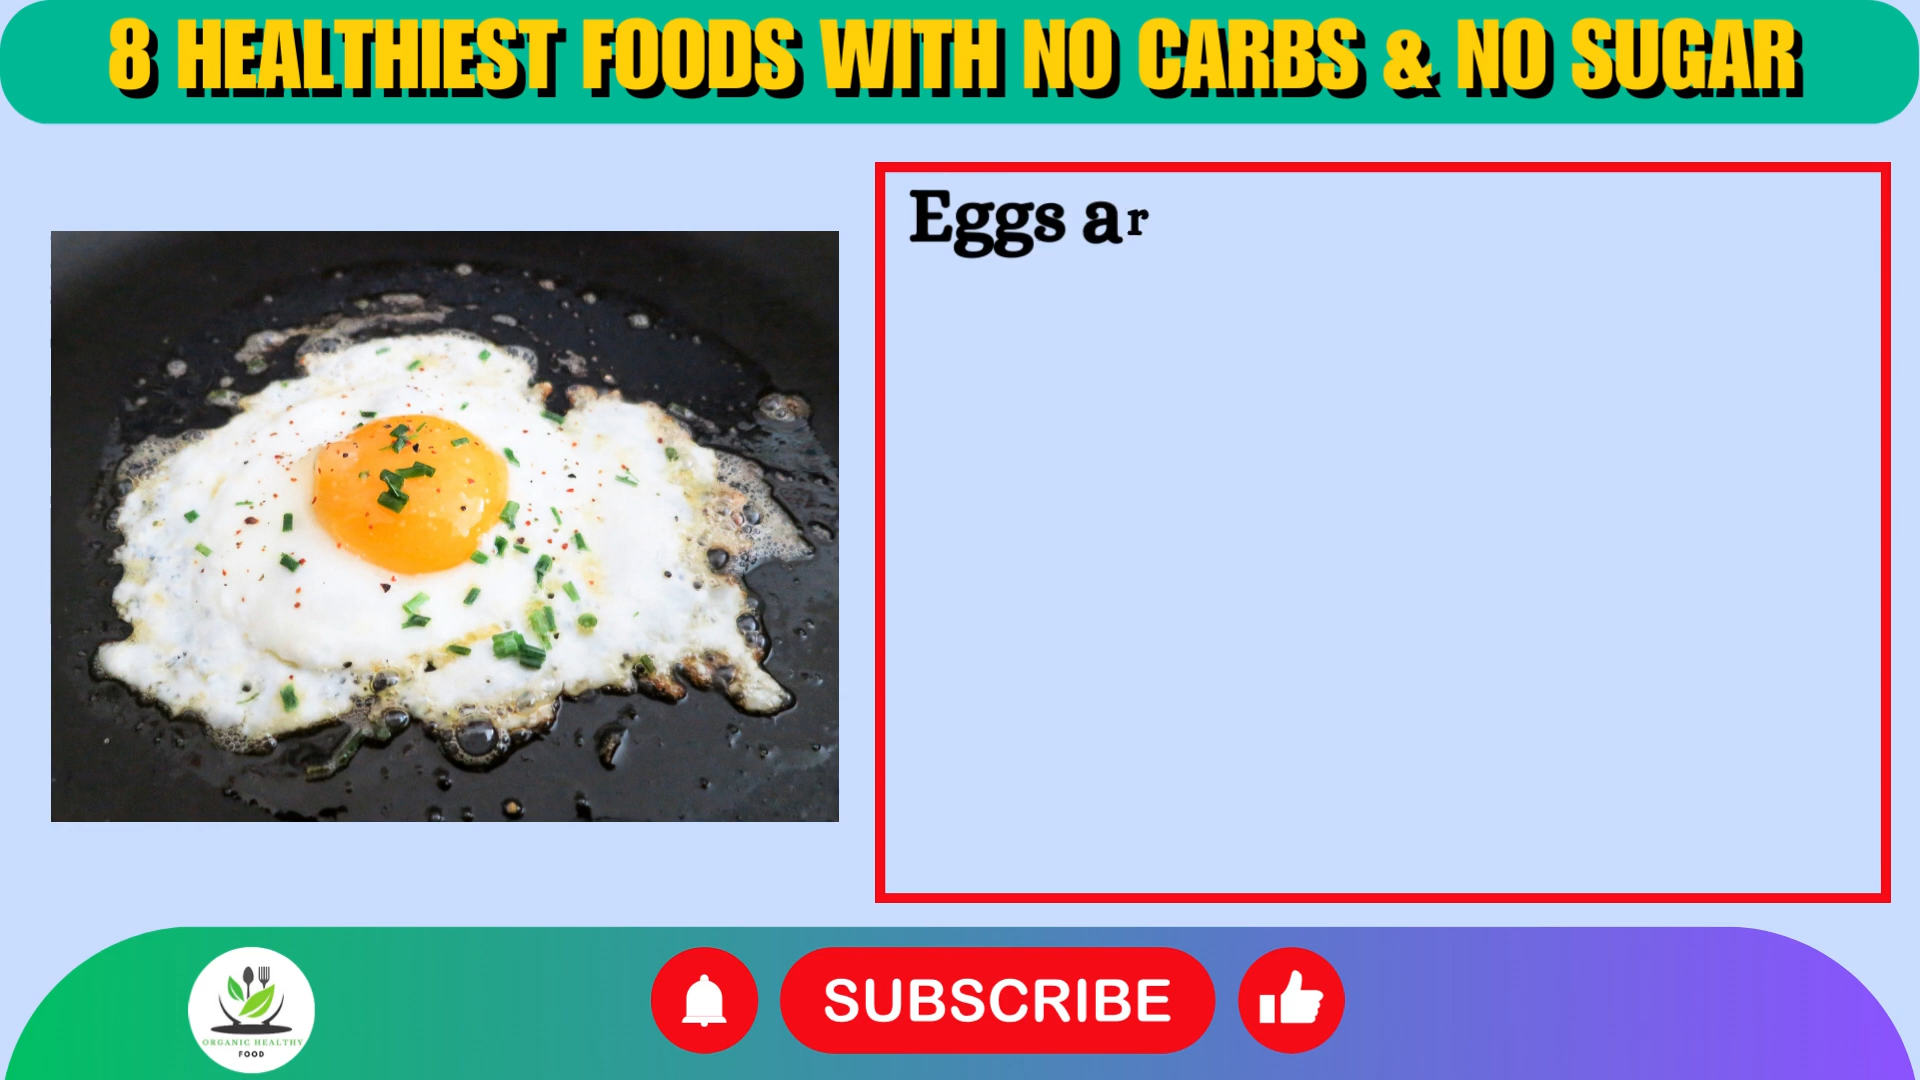 8 HEALTHIEST FOODS WITH NO CARBS & NO SUGAR
Eggs ar
ORGANIC HEALTHY
FOOD
SUBSCRIBE